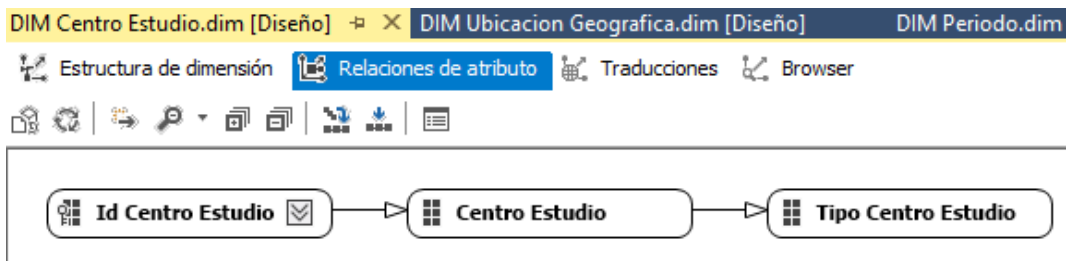 DIM Centro Estudio.dim [Diseño] DIM Ubicacion Geografica.dim [Diseño] DIM Periodo.dim
Estructura de dimensión Relaciones de atributo Traducciones Browser
Id Centro Estudio Centro Estudio Tipo Centro Estudio